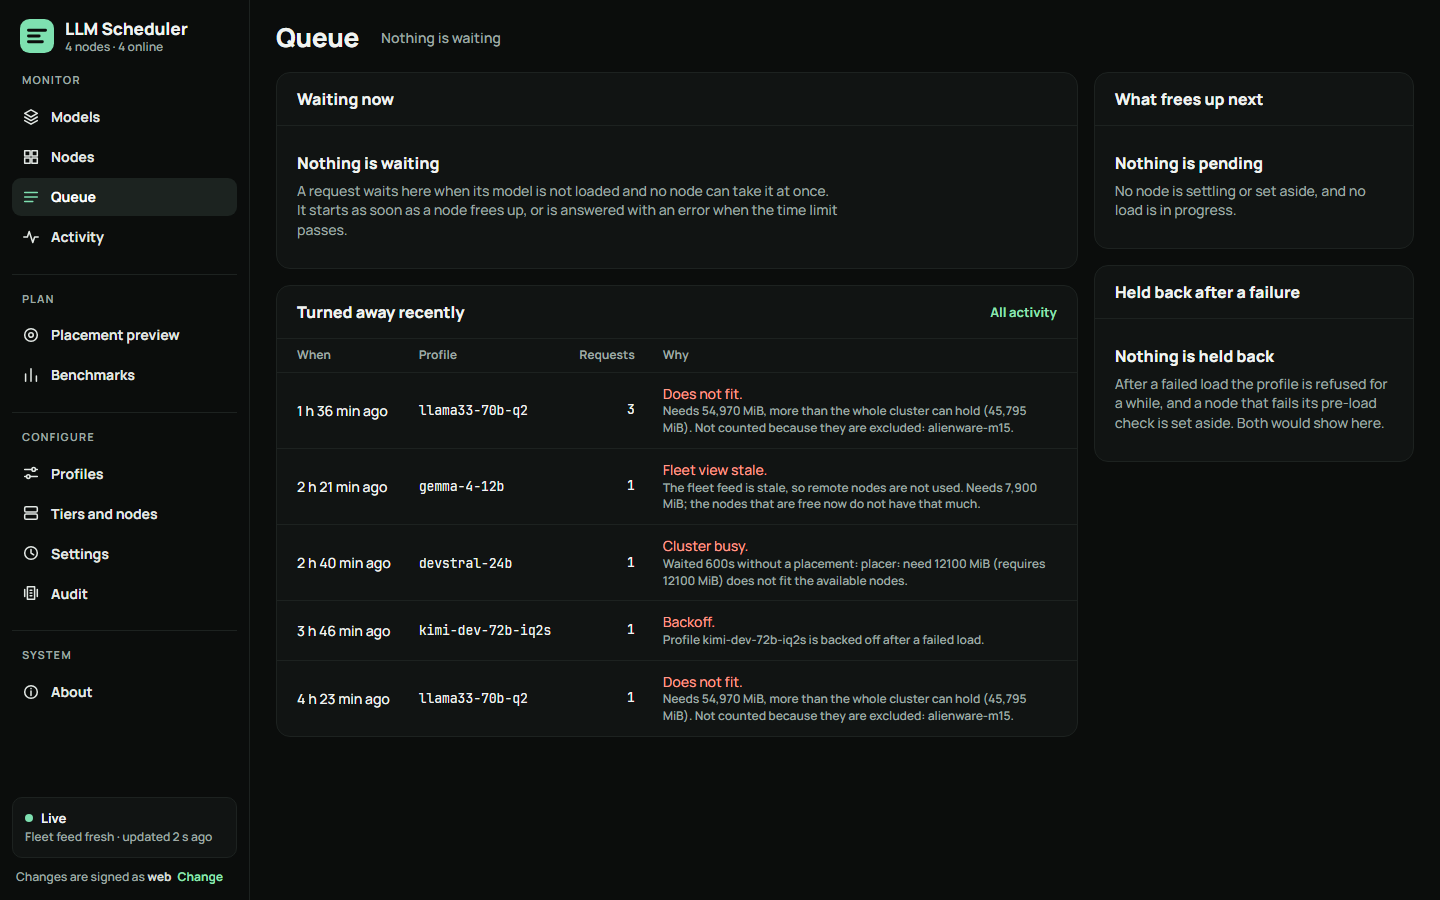 LLM Scheduler
4 nodes · 4 online
MONITOR
Models
Nodes
Queue
Activity
PLAN
Placement preview
Benchmarks
CONFIGURE
Profiles
Tiers and nodes
Settings
Audit
SYSTEM
About
Live
Fleet feed fresh · updated 2 s ago
Changes are signed as web Change
Queue Nothing is waiting
Waiting now
Nothing is waiting
A request waits here when its model is not loaded and no node can take it at once.
It starts as soon as a node frees up, or is answered with an error when the time limit
passes.
Turned away recently All activity
When Profile Requests Why
1 h 36 min ago llama33-70b-q2 3 Does not fit.
Needs 54,970 MiB, more than the whole cluster can hold (45,795
MiB). Not counted because they are excluded: alienware-m15.
2 h 21 min ago gemma-4-12b 1 Fleet view stale.
The fleet feed is stale, so remote nodes are not used. Needs 7,900
MiB; the nodes that are free now do not have that much.
2 h 40 min ago devstral-24b 1 Cluster busy.
Waited 600s without a placement: placer: need 12100 MiB (requires
12100 MiB) does not fit the available nodes.
3 h 46 min ago kimi-dev-72b-iq2s 1 Backoff.
Profile kimi-dev-72b-iq2s is backed off after a failed load.
4 h 23 min ago llama33-70b-q2 1 Does not fit.
Needs 54,970 MiB, more than the whole cluster can hold (45,795
MiB). Not counted because they are excluded: alienware-m15.
What frees up next
Nothing is pending
No node is settling or set aside, and no
load is in progress.
Held back after a failure
Nothing is held back
After a failed load the profile is refused for
a while, and a node that fails its pre-load
check is set aside. Both would show here.